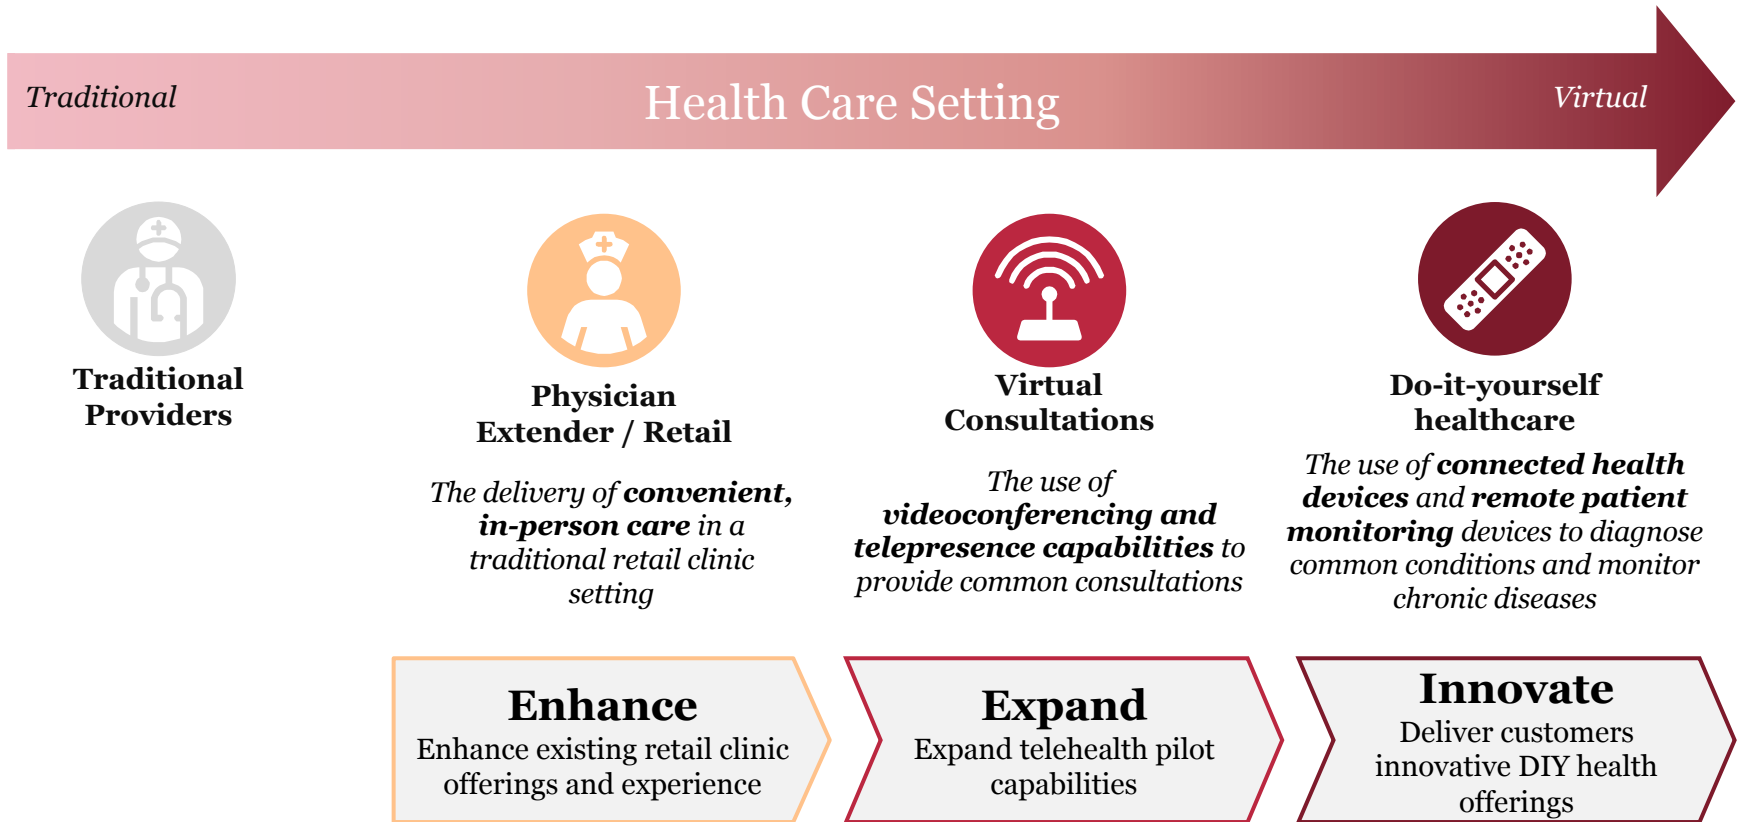 Traditional
Health Care Setting
Virtual
Traditional
Providers
Physician
Extender / Retail
The delivery of convenient,
in-person care in a
traditional retail clinic
setting
Virtual
Consultations
The use of
videoconferencing and
telepresence capabilities to
provide common consultations
Do-it-yourself
healthcare
The use of connected health
devices and remote patient
monitoring devices to diagnose
common conditions and monitor
chronic diseases
Enhance
Enhance existing retail clinic
offerings and experience
Expand
Expand telehealth pilot
capabilities
Innovate
Deliver customers
innovative DIY health
offerings